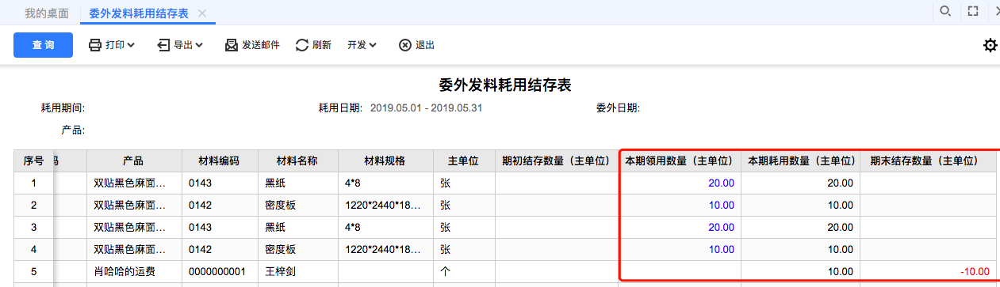 我的桌面 委外发料耗用结存表
查 询 打印 导出 发送邮件 刷新 开发 退出
委外发料耗用结存表
耗用期间: 耗用日期: 2019.05.01 - 2019.05.31 委外日期:
产品:
序号 码 产品 材料编码 材料名称 材料规格 主单位 期初结存数量（主单位） 本期领用数量（主单位） 本期耗用数量（主单位） 期末结存数量（主单位）
1 双贴黑色麻面... 0143 黑纸 4*8 张 20.00 20.00
2 双贴黑色麻面... 0142 密度板 1220*2440*18... 张 10.00 10.00
3 双贴黑色麻面... 0143 黑纸 4*8 张 20.00 20.00
4 双贴黑色麻面... 0142 密度板 1220*2440*18... 张 10.00 10.00
5 肖哈哈的运费 0000000001 王梓剑 个 10.00 -10.00